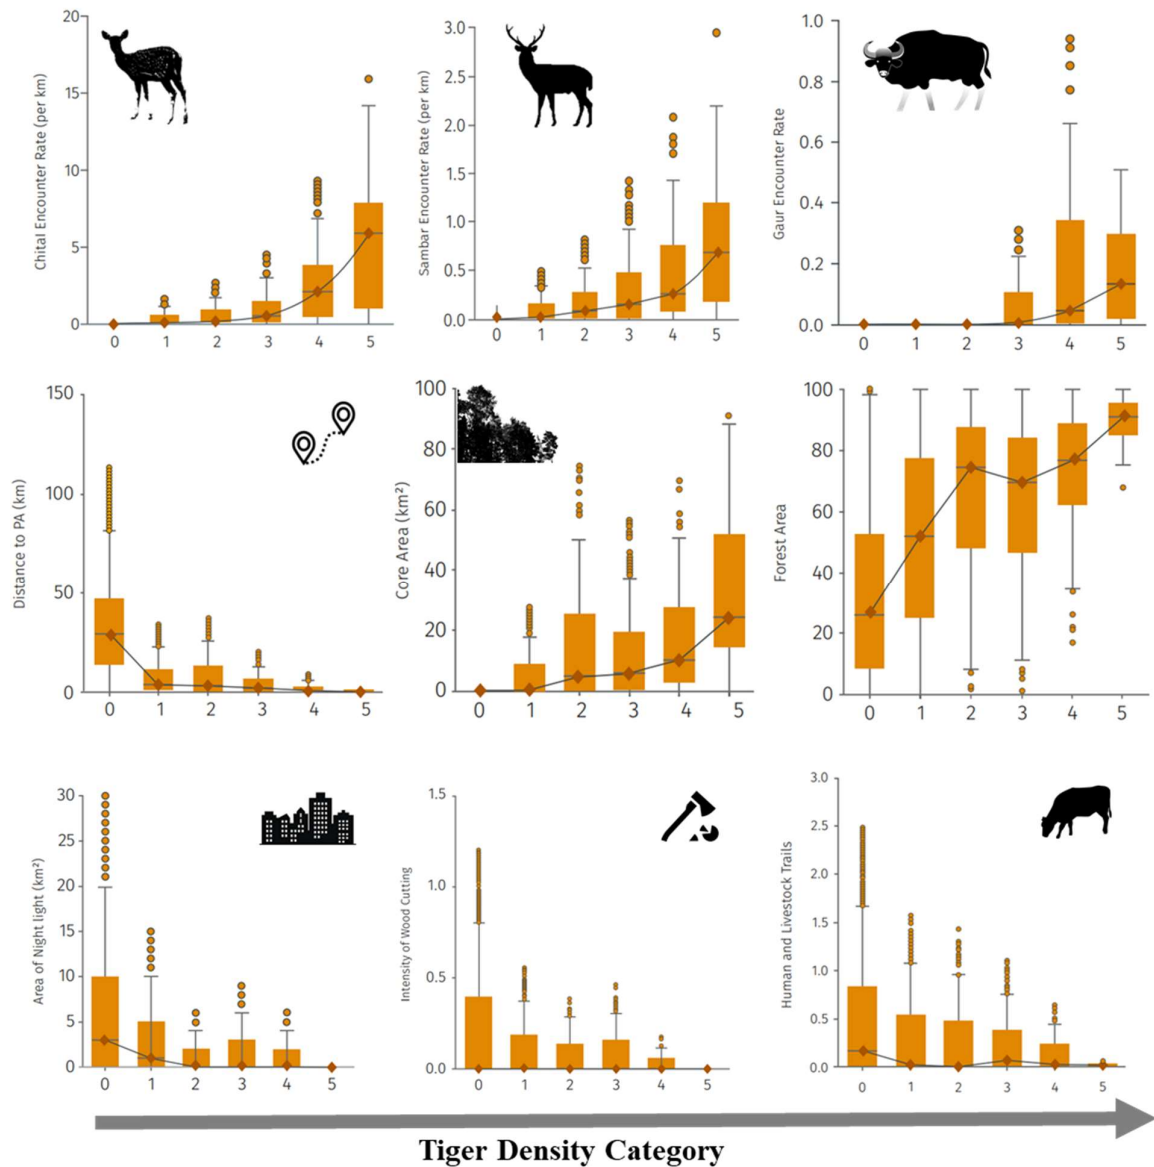 Chital Encounter Rate (per km)
20
15
10
5
0
0 1 2 3 4 5
Sambar Encounter Rate (per km)
3.0
2.5
2.0
1.5
1.0
0.5
0.0
0 1 2 3 4 5
Gaur Encounter Rate
1.0
0.8
0.6
0.4
0.2
0.0
0 1 2 3 4 5
Distance to PA (km)
150
100
50
0
0 1 2 3 4 5
Core Area (km²)
100
80
60
40
20
0
0 1 2 3 4 5
Forest Area
100
80
60
40
20
0
0 1 2 3 4 5
Area of Night light (km²)
30
25
20
15
10
5
0
0 1 2 3 4 5
Intensity of Wood Cutting
1.5
1.0
0.5
0.0
0 1 2 3 4 5
Human and Livestock Trails
3.0
2.5
2.0
1.5
1.0
0.5
0.0
0 1 2 3 4 5
Tiger Density Category